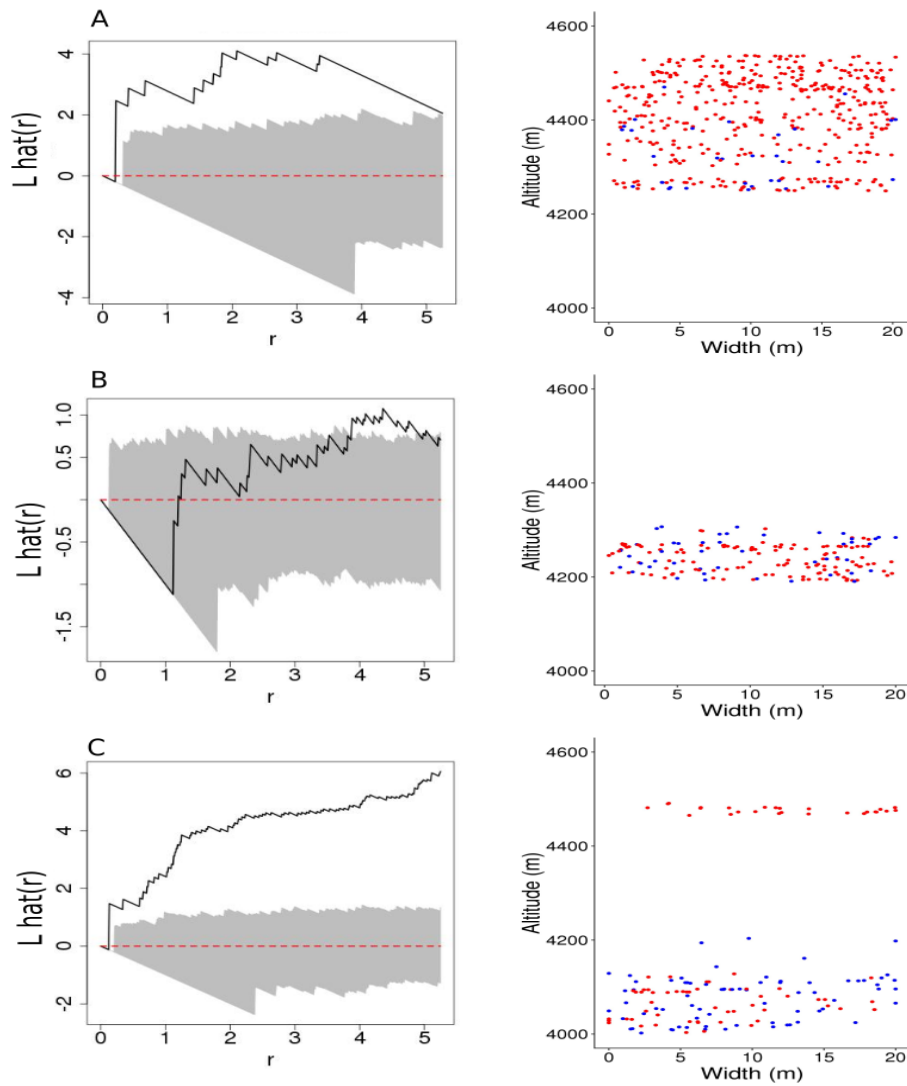 A
L hat(r)
4
2
0
-2
-4
0 1 2 3 4 5
r
Altitude (m)
4600
4400
4200
4000
0 5 10 15 20
Width (m)
B
L hat(r)
1.0
0.5
-0.5
-1.5
0 1 2 3 4 5
r
Altitude (m)
4600
4400
4200
4000
0 5 10 15 20
Width (m)
C
L hat(r)
6
4
2
0
-2
0 1 2 3 4 5
r
Altitude (m)
4600
4400
4200
4000
0 5 10 15 20
Width (m)